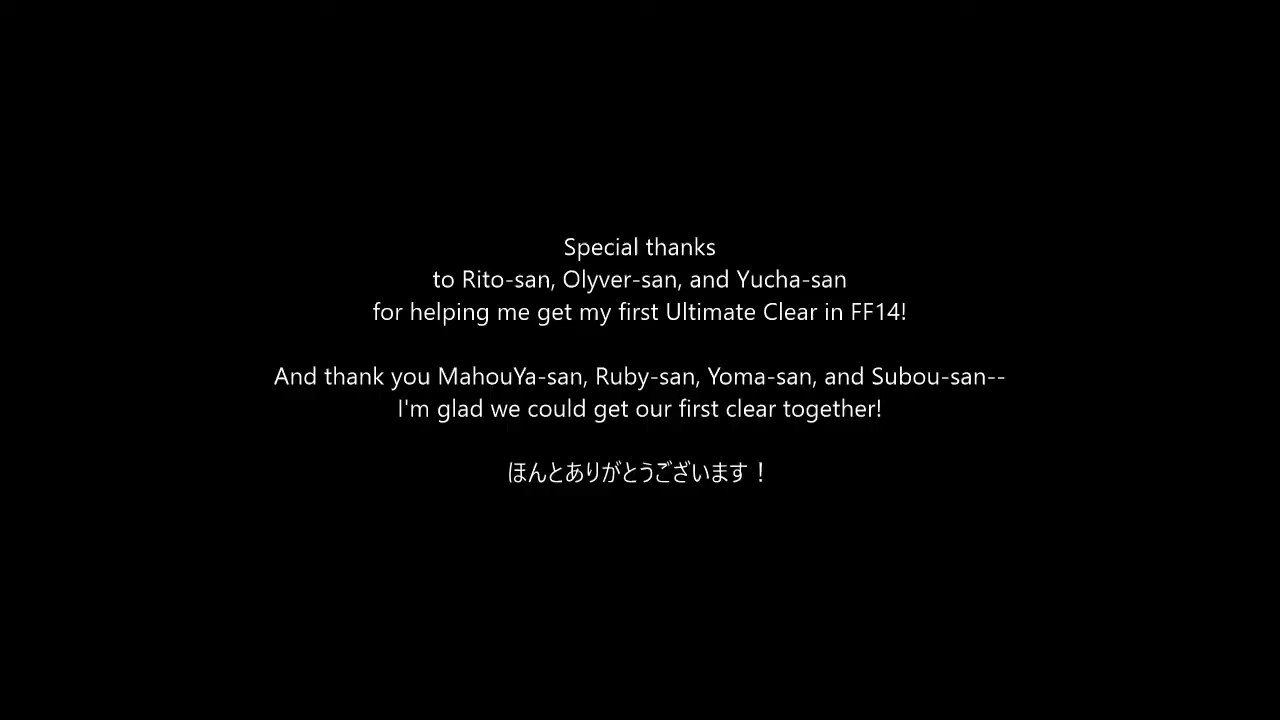 Special thanks
to Rito-san, Olyver-san, and Yucha-san
for helping me get my first Ultimate Clear in FF14!
And thank you MahouYa-san, Ruby-san, Yoma-san, and Subou-san--
I'm glad we could get our first clear together!
ほんとありがとうございます！